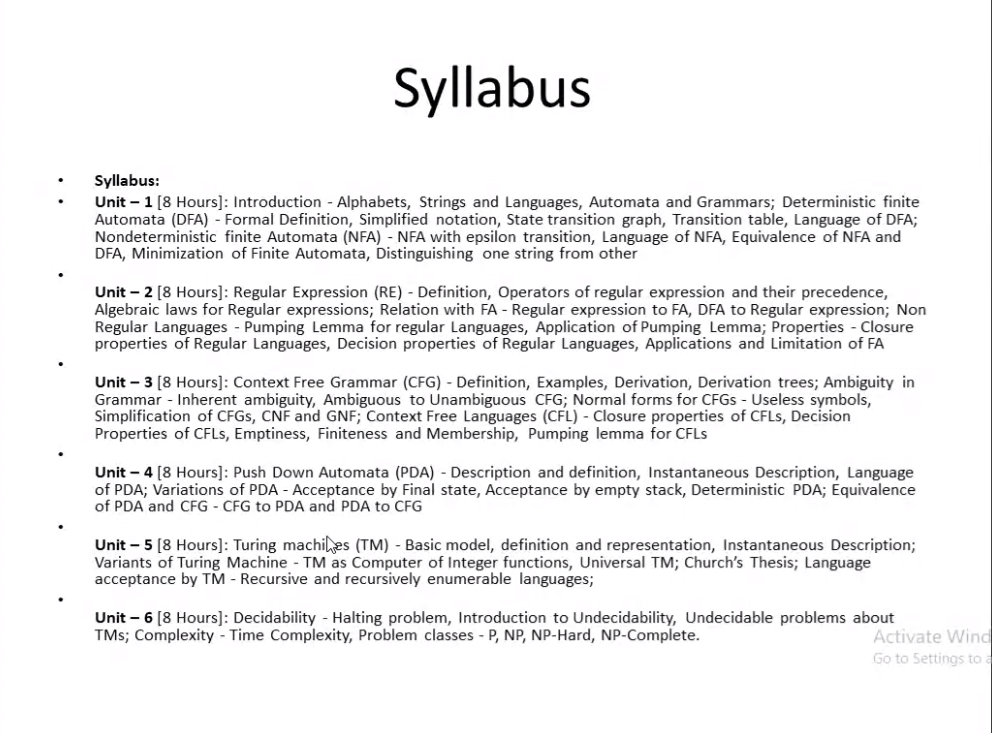 Syllabus
• Syllabus:
• Unit – 1 [8 Hours]: Introduction - Alphabets, Strings and Languages, Automata and Grammars; Deterministic finite
Automata (DFA) - Formal Definition, Simplified notation, State transition graph, Transition table, Language of DFA;
Nondeterministic finite Automata (NFA) - NFA with epsilon transition, Language of NFA, Equivalence of NFA and
DFA, Minimization of Finite Automata, Distinguishing one string from other
•
Unit – 2 [8 Hours]: Regular Expression (RE) - Definition, Operators of regular expression and their precedence,
Algebraic laws for Regular expressions; Relation with FA - Regular expression to FA, DFA to Regular expression; Non
Regular Languages - Pumping Lemma for regular Languages, Application of Pumping Lemma; Properties - Closure
properties of Regular Languages, Decision properties of Regular Languages, Applications and Limitation of FA
•
Unit – 3 [8 Hours]: Context Free Grammar (CFG) - Definition, Examples, Derivation, Derivation trees; Ambiguity in
Grammar - Inherent ambiguity, Ambiguous to Unambiguous CFG; Normal forms for CFGs - Useless symbols,
Simplification of CFGs, CNF and GNF; Context Free Languages (CFL) - Closure properties of CFLs, Decision
Properties of CFLs, Emptiness, Finiteness and Membership, Pumping lemma for CFLs
•
Unit – 4 [8 Hours]: Push Down Automata (PDA) - Description and definition, Instantaneous Description, Language
of PDA; Variations of PDA - Acceptance by Final state, Acceptance by empty stack, Deterministic PDA; Equivalence
of PDA and CFG - CFG to PDA and PDA to CFG
•
Unit – 5 [8 Hours]: Turing machines (TM) - Basic model, definition and representation, Instantaneous Description;
Variants of Turing Machine - TM as Computer of Integer functions, Universal TM; Church's Thesis; Language
acceptance by TM - Recursive and recursively enumerable languages;
•
Unit – 6 [8 Hours]: Decidability - Halting problem, Introduction to Undecidability, Undecidable problems about
TMs; Complexity - Time Complexity, Problem classes - P, NP, NP-Hard, NP-Complete.
Activate Wind
Go to Settings to a